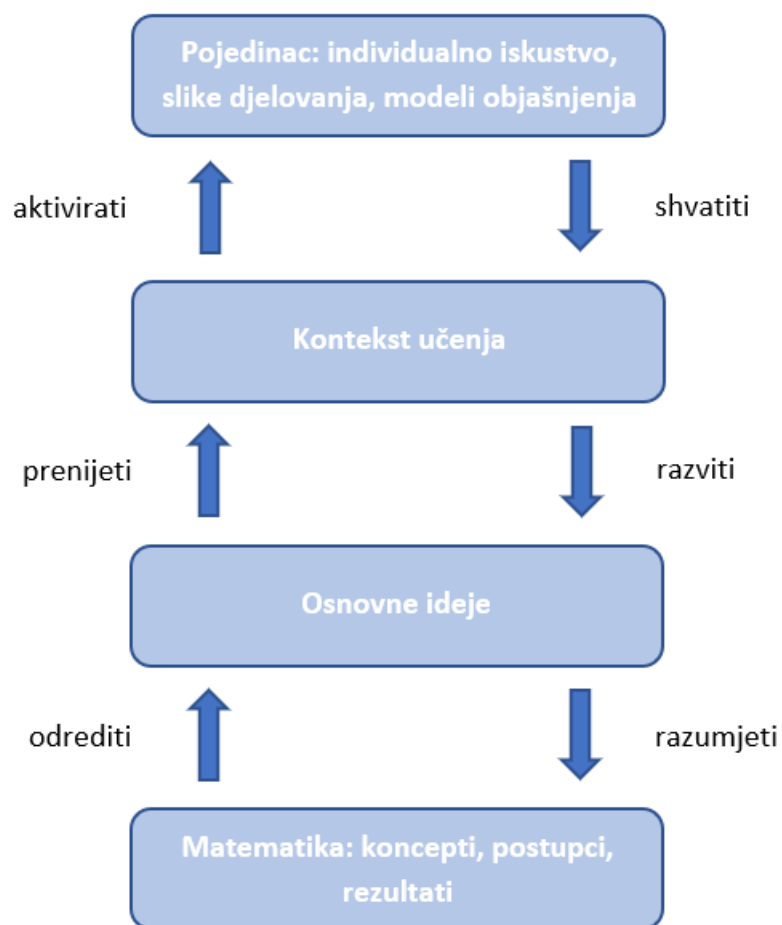 Pojedinac: individualno iskustvo,
slike djelovanja, modeli objašnjenja
aktivirati
shvatiti
Kontekst učenja
prenijeti
razviti
Osnovne ideje
odrediti
razumjeti
Matematika: koncepti, postupci,
rezultati